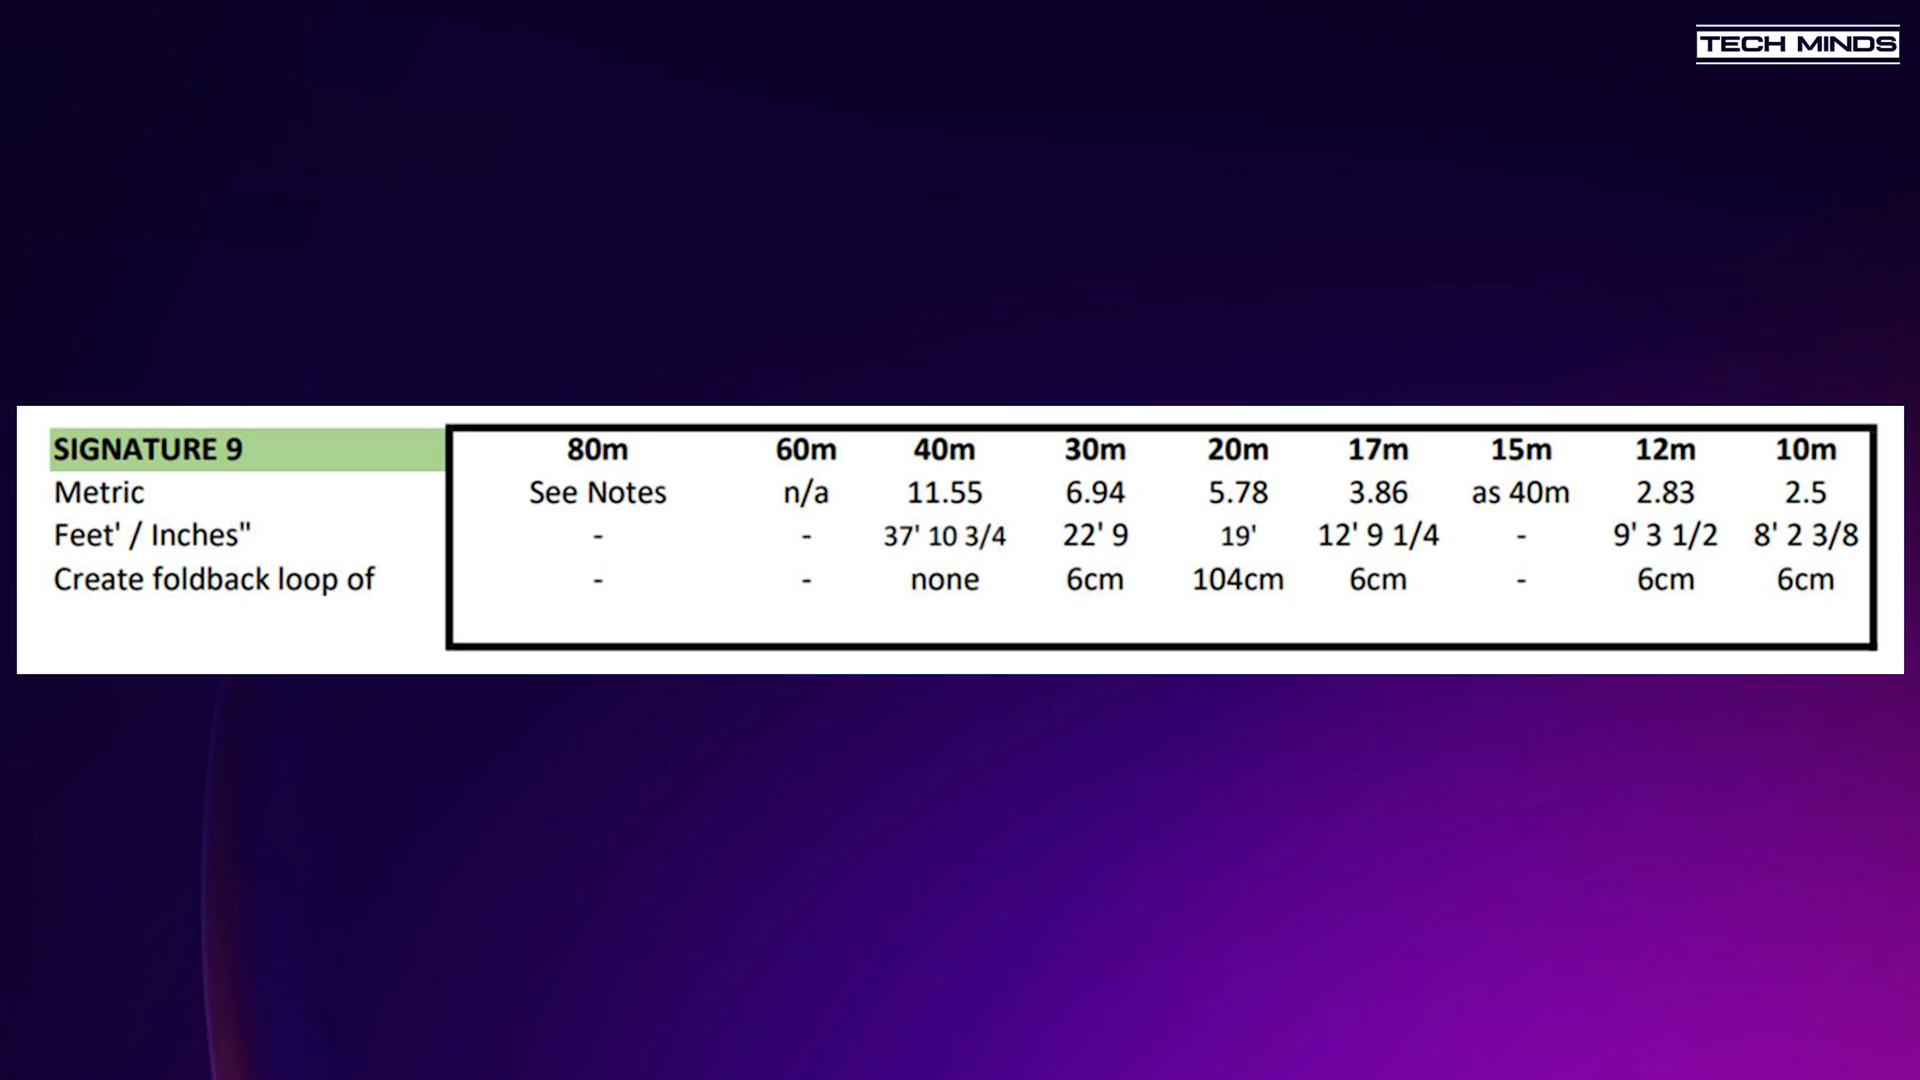 TECH MINDS
SIGNATURE 9 80m 60m 40m 30m 20m 17m 15m 12m 10m
Metric See Notes n/a 11.55 6.94 5.78 3.86 as 40m 2.83 2.5
Feet' / Inches" - - 37' 10 3/4 22' 9 19' 12' 9 1/4 - 9' 3 1/2 8' 2 3/8
Create foldback loop of - - none 6cm 104cm 6cm - 6cm 6cm